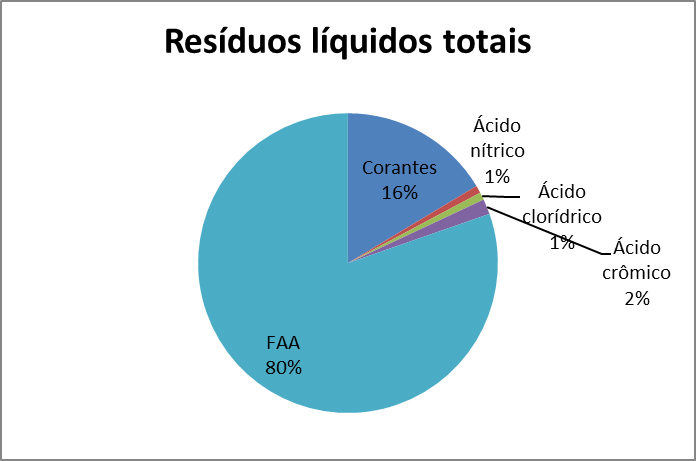 Resíduos líquidos totais
Corantes
16%
Ácido
nítrico
1%
Ácido
clorídrico
1%
Ácido
crômico
2%
FAA
80%